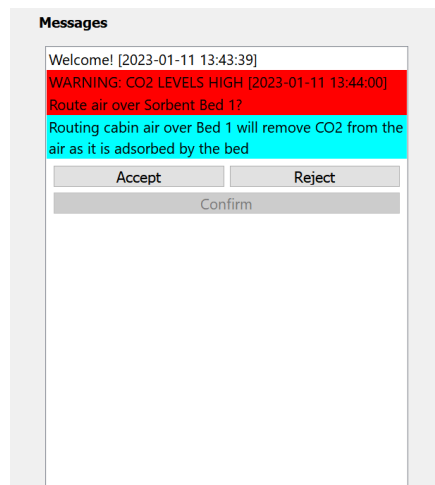 Messages
Welcome! [2023-01-11 13:43:39]
WARNING: CO2 LEVELS HIGH [2023-01-11 13:44:00]
Route air over Sorbent Bed 1?
Routing cabin air over Bed 1 will remove CO2 from the
air as it is adsorbed by the bed
Accept Reject
Confirm